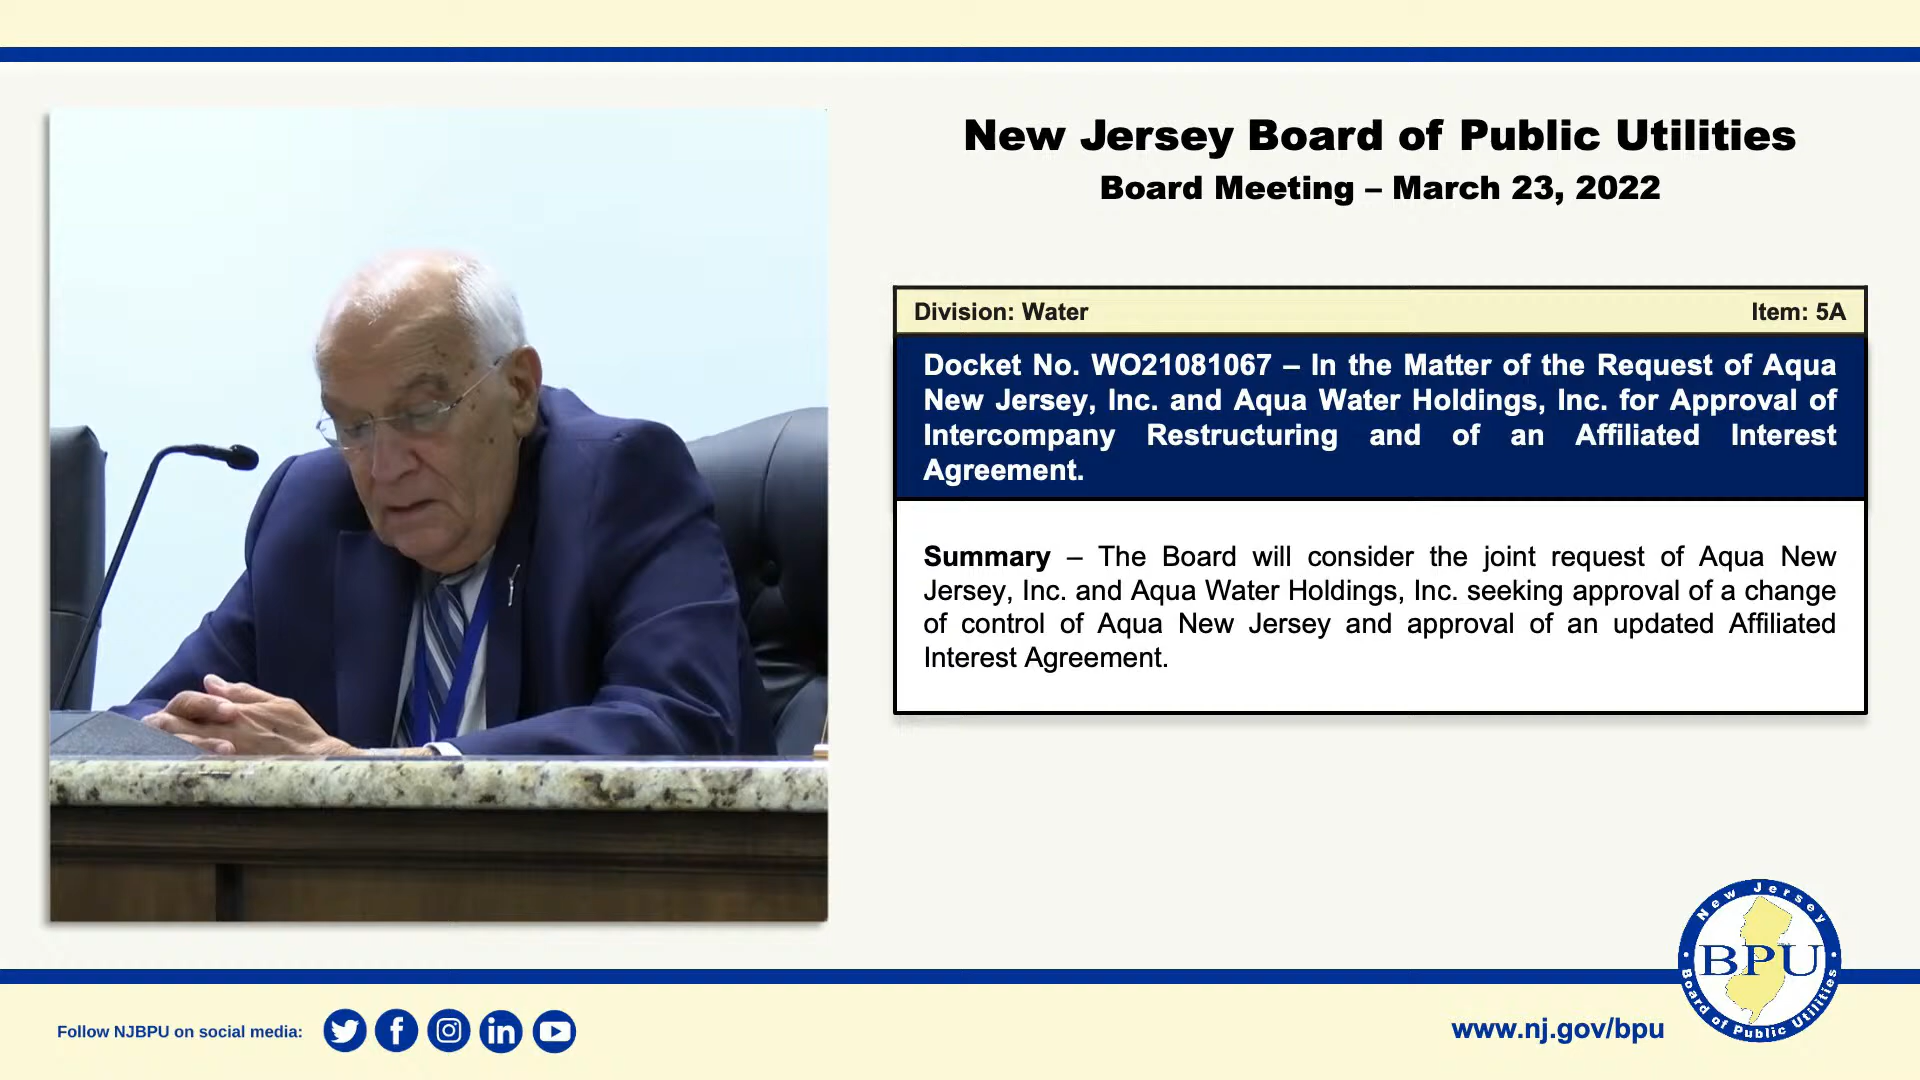 New Jersey Board of Public Utilities
Board Meeting – March 23, 2022
Division: Water
Item: 5A
Docket No. WO21081067 – In the Matter of the Request of Aqua
New Jersey, Inc. and Aqua Water Holdings, Inc. for Approval of
Intercompany Restructuring and of an Affiliated Interest
Agreement.
Summary – The Board will consider the joint request of Aqua New
Jersey, Inc. and Aqua Water Holdings, Inc. seeking approval of a change
of control of Aqua New Jersey and approval of an updated Affiliated
Interest Agreement.
New Jersey
BPU
Board of Public Utilities
Follow NJBPU on social media:
f
in
www.nj.gov/bpu